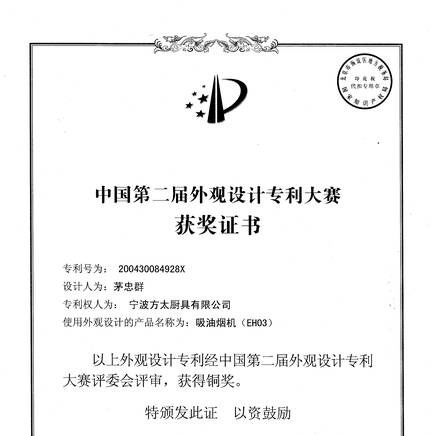 中国第二届外观设计专利大赛
获奖证书
专利号为： 200430084928X
设计人为：茅忠群
专利权人为： 宁波方太厨具有限公司
使用外观设计的产品名称为：吸油烟机（EH03）
以上外观设计专利经中国第二届外观设计专利
大赛评委会评审，获得铜奖。
特颁发此证 以资鼓励